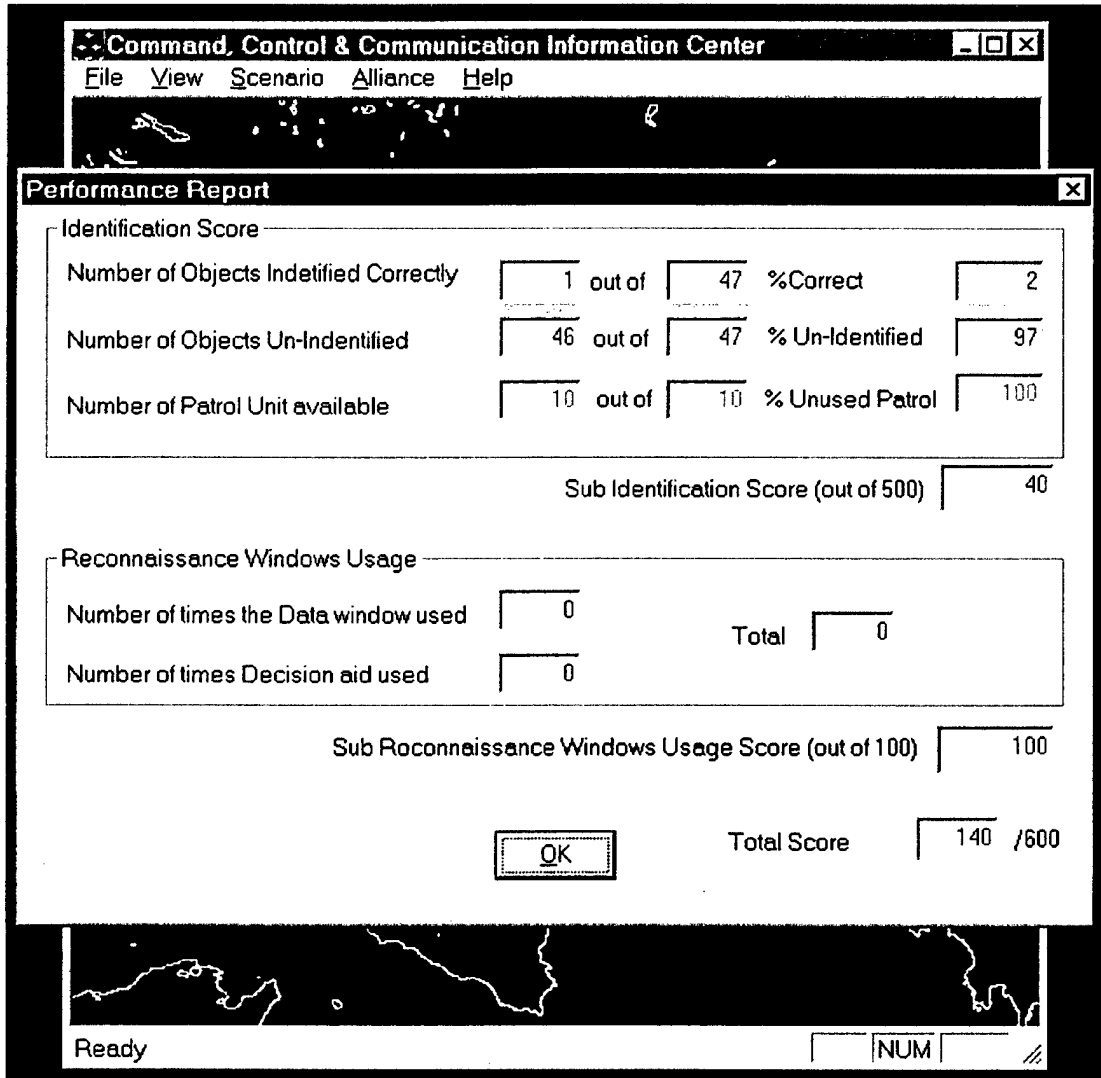 Command, Control & Communication Information Center
File View Scenario Alliance Help
Performance Report
Identification Score
Number of Objects Indetified Correctly 1 out of 47 %Correct 2
Number of Objects Un-Indentified 46 out of 47 % Un-Identified 97
Number of Patrol Unit available 10 out of 10 % Unused Patrol 100
Sub Identification Score (out of 500) 40
Reconnaissance Windows Usage
Number of times the Data window used 0
Total 0
Number of times Decision aid used 0
Sub Roconnaissance Windows Usage Score (out of 100) 100
OK Total Score 140 /600
Ready NUM